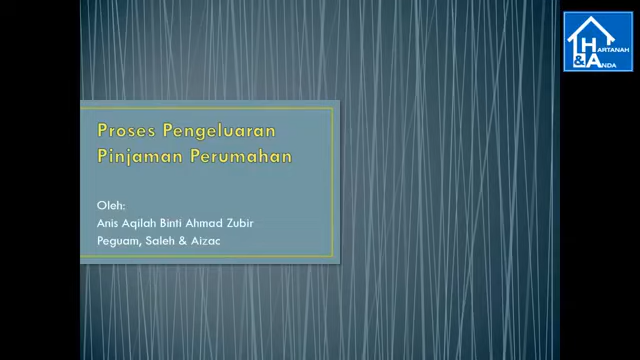 HARTANAH
& ANDA
Proses Pengeluaran
Pinjaman Perumahan
Oleh:
Anis Aqilah Binti Ahmad Zubir
Peguam, Saleh & Aizac